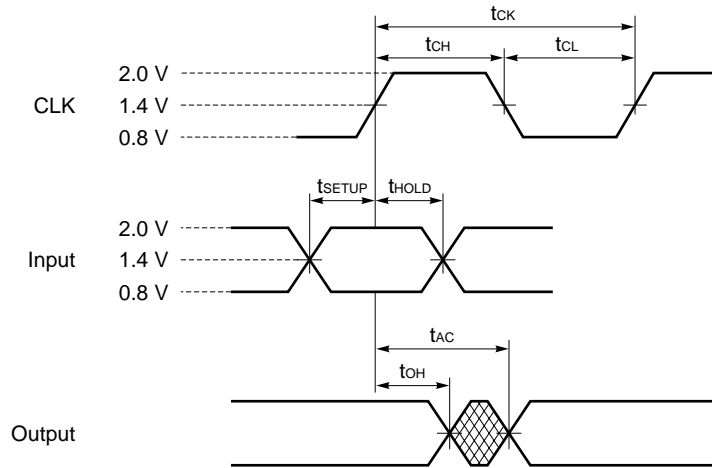 tCK
tCH tCL
2.0 V
CLK 1.4 V
0.8 V
tSETUP tHOLD
2.0 V
Input 1.4 V
0.8 V
tAC
tOH
Output